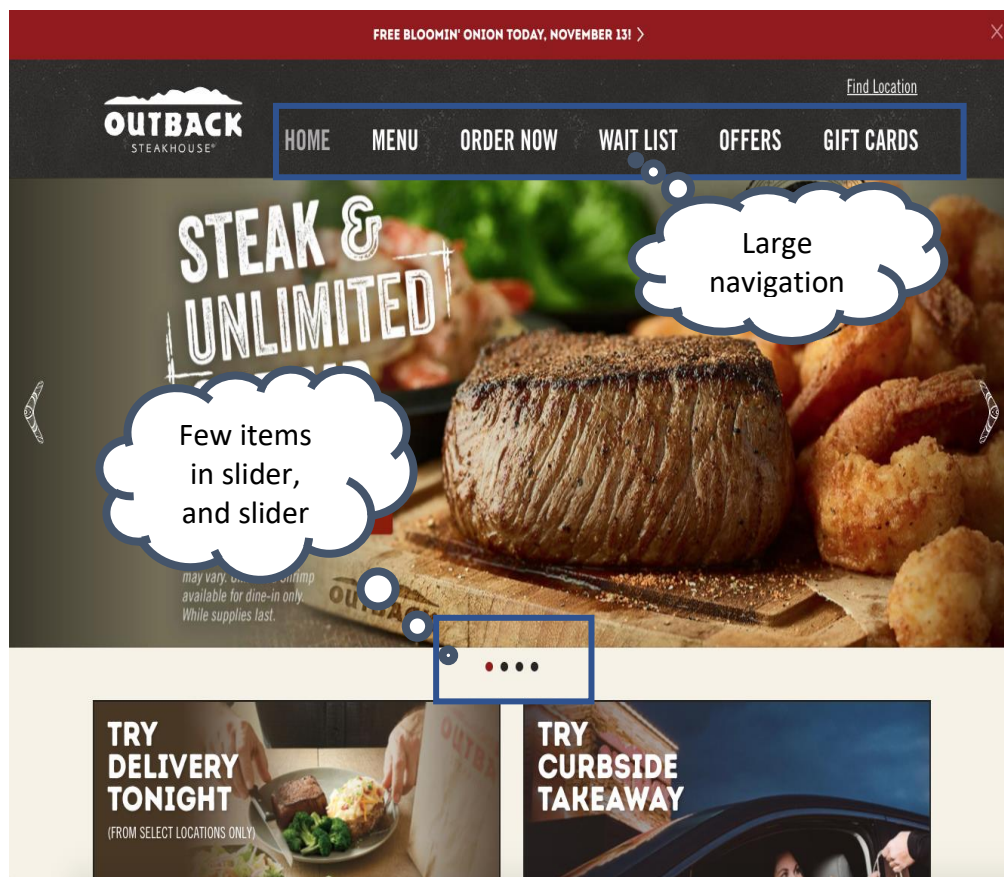 FREE BLOOMIN' ONION TODAY, NOVEMBER 13! >
X
Find Location
OUTBACK
STEAKHOUSE®
HOME MENU ORDER NOW WAIT LIST OFFERS GIFT CARDS
STEAK &
UNLIMITED
Large
navigation
Few items
in slider,
and slider
may vary.
available for dine-in only.
While supplies last.
TRY
DELIVERY
TONIGHT
(FROM SELECT LOCATIONS ONLY)
TRY
CURBSIDE
TAKEAWAY